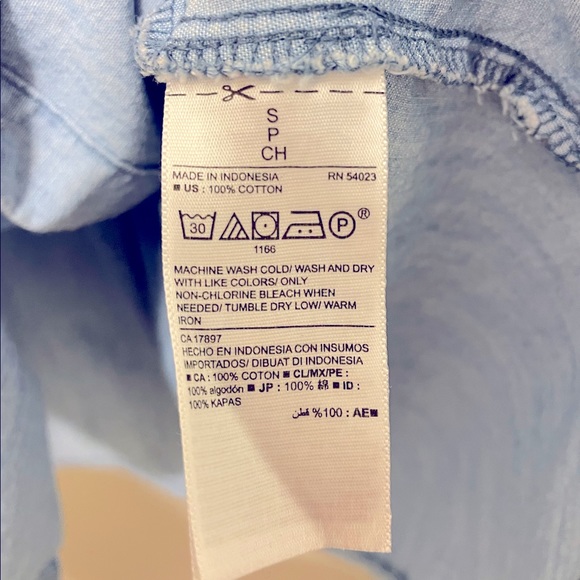 S
P
CH
MADE IN INDONESIA RN 54023
■ US : 100% COTTON
30 P ®
1166
MACHINE WASH COLD/ WASH AND DRY
WITH LIKE COLORS/ ONLY
NON-CHLORINE BLEACH WHEN
NEEDED/ TUMBLE DRY LOW/ WARM
IRON
CA 17897
HECHO EN INDONESIA CON INSUMOS
IMPORTADOS/ DIBUAT DI INDONESIA
■ CA : 100% COTON ■ CL/MX/PE :
100% algodón ■ JP : 100% 綿 ■ ID :
100% KAPAS
■AE : 100% قطن